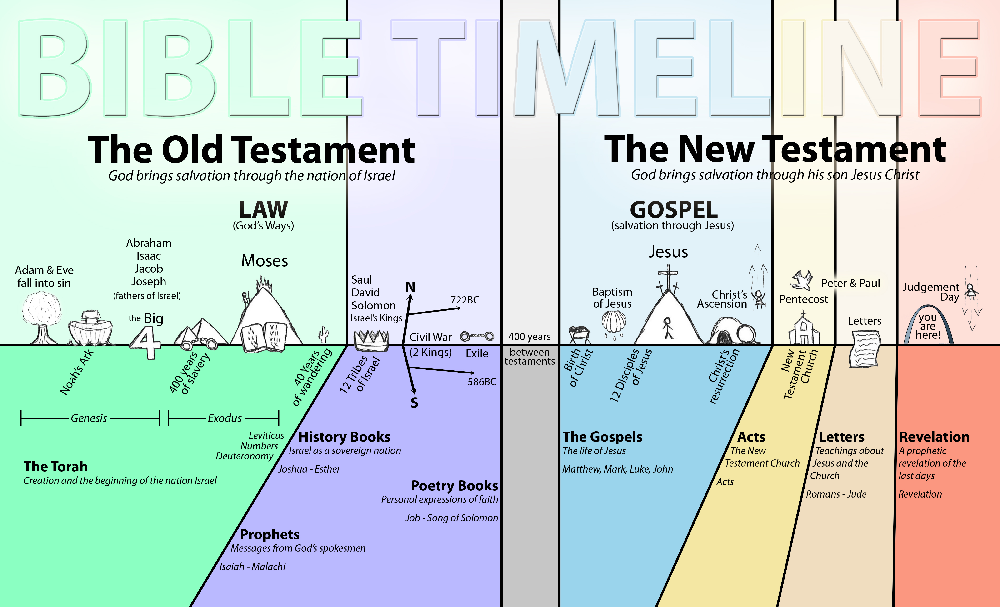 BIBLE TIMELINE
The Old Testament
God brings salvation through the nation of Israel
LAW
(God's Ways)
Adam & Eve
fall into sin
Abraham
Isaac
Jacob
Joseph
(fathers of Israel)
the Big
4
Moses
VI
VII
VIII
Noah's Ark
400 years
of slavery
40 Years
of wandering
Genesis
Exodus
Leviticus
Numbers
Deuteronomy
The Torah
Creation and the beginning of the nation Israel
Saul
David
Solomon
Israel's Kings
N
722BC
Civil War
(2 Kings)
Exile
586BC
S
12 Tribes
of Israel
History Books
Israel as a sovereign nation
Joshua - Esther
Poetry Books
Personal expressions of faith
Job - Song of Solomon
Prophets
Messages from God's spokesmen
Isaiah - Malachi
400 years
between
testaments
The New Testament
God brings salvation through his son Jesus Christ
GOSPEL
(salvation through Jesus)
Jesus
Baptism
of Jesus
Christ's
Ascension
Birth
of Christ
12 Disciples
of Jesus
Christ's
resurrection
The Gospels
The life of Jesus
Matthew, Mark, Luke, John
Pentecost
Peter & Paul
New
Testament
Church
Acts
The New
Testament Church
Acts
Letters
Letters
Teachings about
Jesus and the
Church
Romans - Jude
Judgement
Day
you
are
here!
Revelation
A prophetic
revelation of the
last days
Revelation